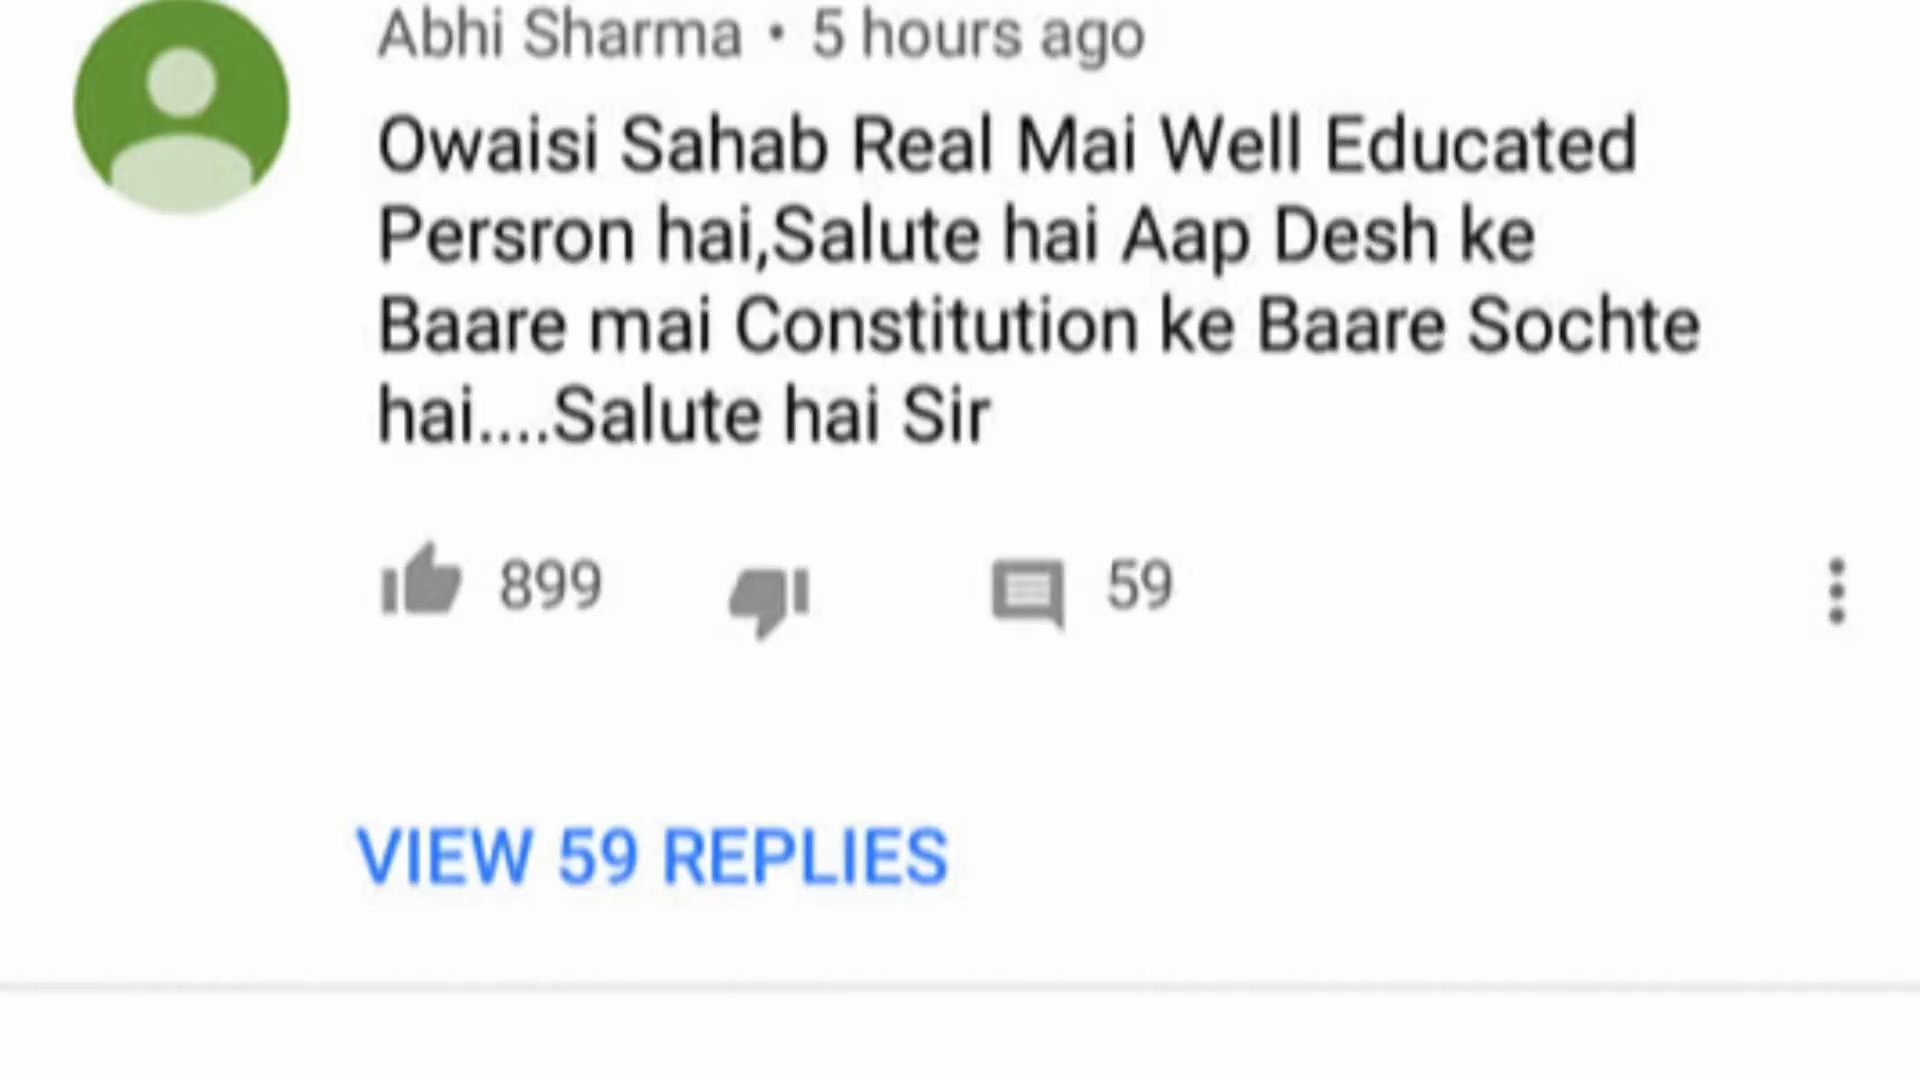 Abhi Sharma • 5 hours ago
Owaisi Sahab Real Mai Well Educated
Persron hai,Salute hai Aap Desh ke
Baare mai Constitution ke Baare Sochte
hai....Salute hai Sir
899 59
VIEW 59 REPLIES